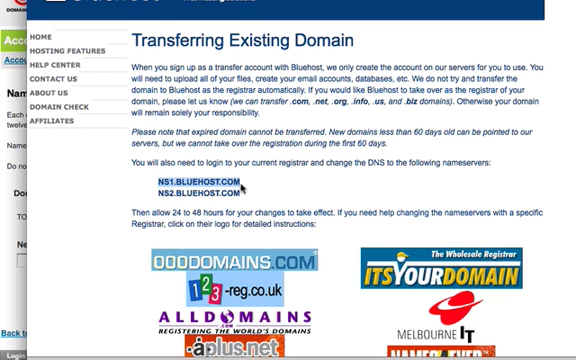 HOME
HOSTING FEATURES
HELP CENTER
CONTACT US
ABOUT US
DOMAIN CHECK
AFFILIATES
DOMAIN
Transferring Existing Domain
When you sign up as a transfer account with Bluehost, we only create the account on our servers for you to use. You
will need to upload all of your files, create your email accounts, databases, etc. We do not try and transfer the
domain to Bluehost as the registrar automatically. If you would like Bluehost to take over as the registrar of your
domain, please let us know (we can transfer .com, .net, .org, .info, .us, and .biz domains). Otherwise your domain
will remain solely your responsibility.
Please note that expired domain cannot be transferred. New domains less than 60 days old can be pointed to our
servers, but we cannot take over the registration during the first 60 days.
You will also need to login to your current registrar and change the DNS to the following nameservers:
NS1.BLUEHOST.COM
NS2.BLUEHOST.COM
Then allow 24 to 48 hours for your changes to take effect. If you need help changing the nameservers with a specific
Registrar, click on their logo for detailed instructions:
000DOMAINS.COM
The Wholesale Registrar
ITSYOURDOMAIN
123-reg.co.uk
ALLDOMAINS
.COM
REGISTERING THE WORLD'S DOMAINS
MELBOURNE IT
aplus.net
Back to
Login